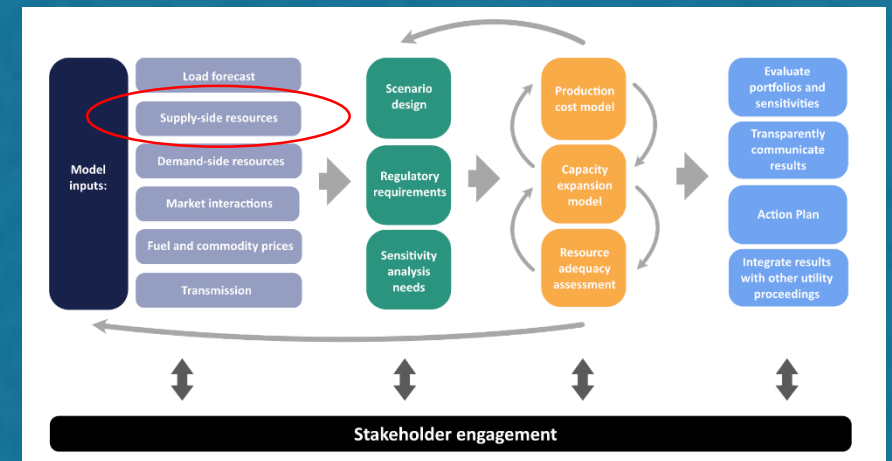 Model
inputs:
Load forecast
Supply-side resources
Demand-side resources
Market interactions
Fuel and commodity prices
Transmission
Scenario
design
Regulatory
requirements
Sensitivity
analysis
needs
Production
cost model
Capacity
expansion
model
Resource
adequacy
assessment
Evaluate
portfolios and
sensitivities
Transparently
communicate
results
Action Plan
Integrate results
with other utility
proceedings
Stakeholder engagement